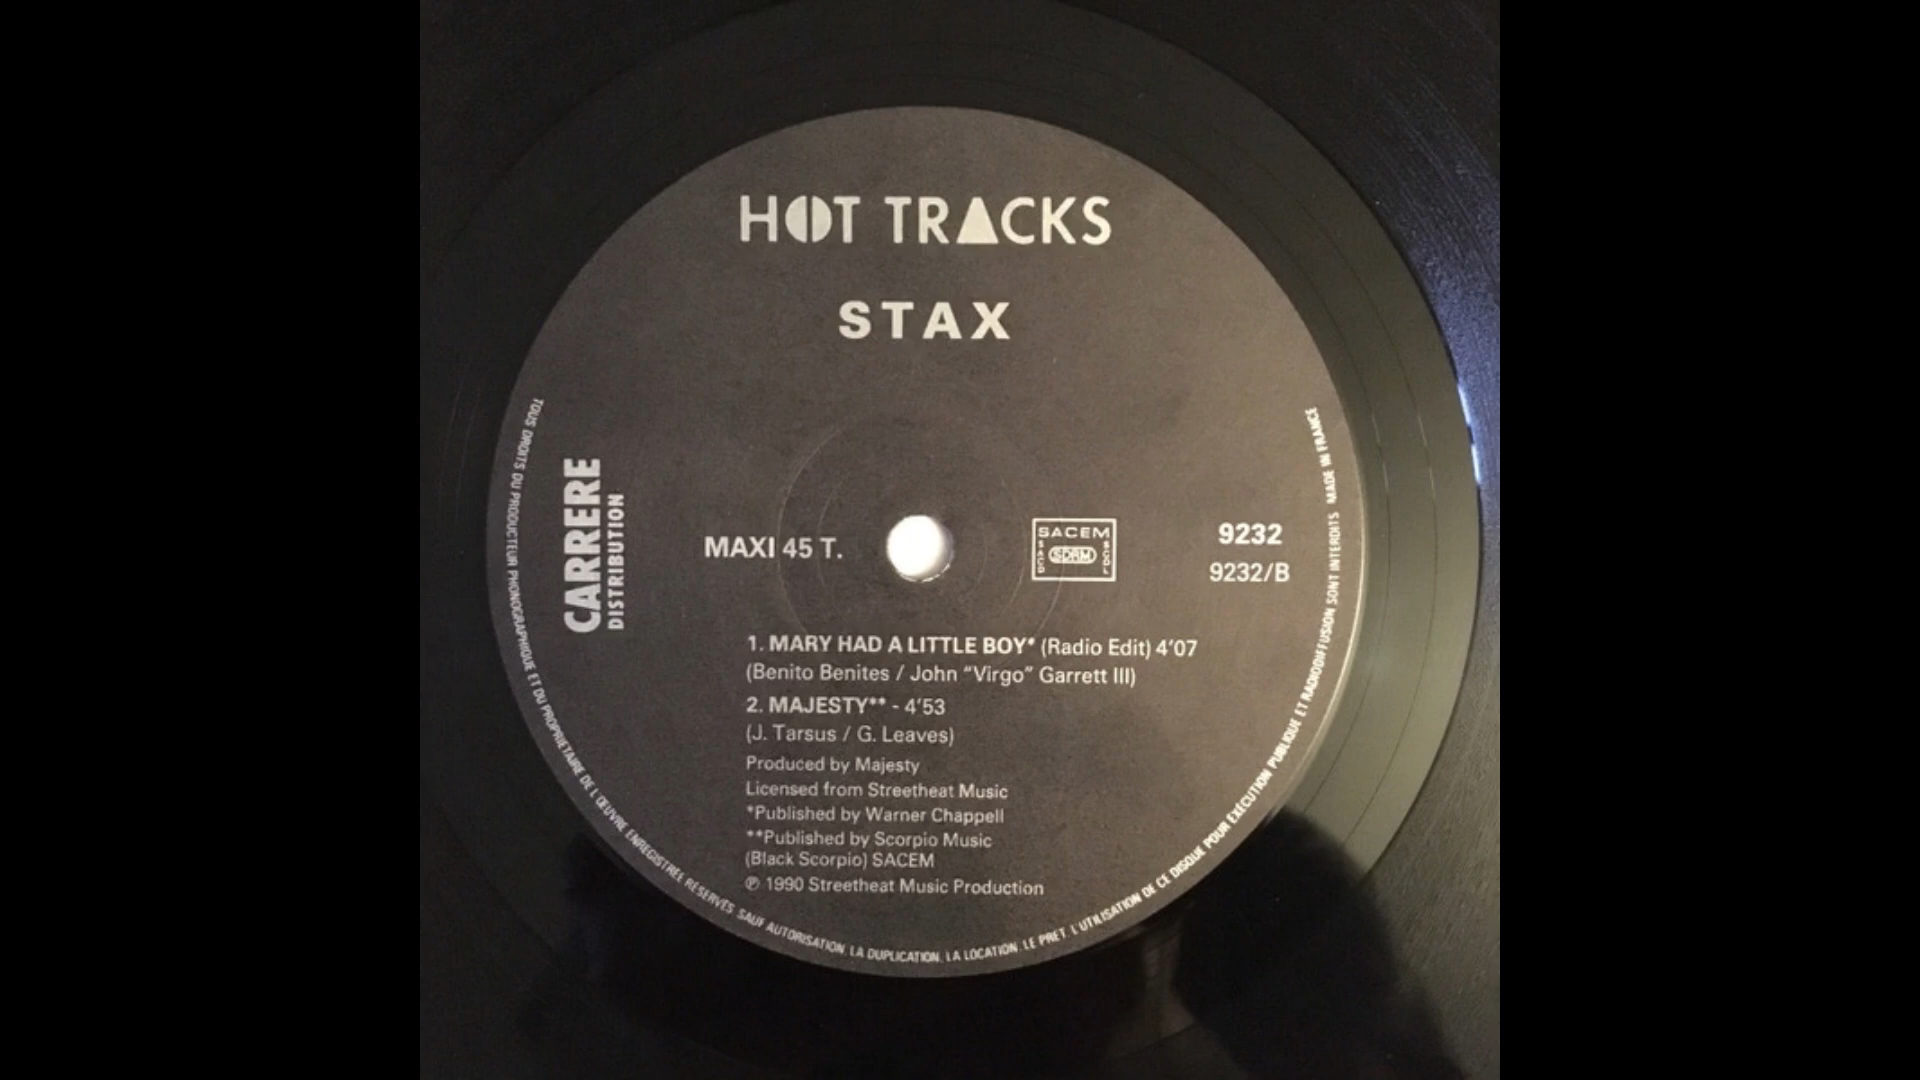 HOT TRACKS
STAX
CARRERE
DISTRIBUTION
MAXI 45 T.
SACEM
SACD
SDRM
SCDL
9232
9232/B
1. MARY HAD A LITTLE BOY* (Radio Edit) 4'07
(Benito Benites / John “Virgo” Garrett III)
2. MAJESTY** - 4'53
(J. Tarsus / G. Leaves)
Produced by Majesty
Licensed from Streetheat Music
*Published by Warner Chappell
**Published by Scorpio Music
(Black Scorpio) SACEM
℗ 1990 Streetheat Music Production
TOUS DROITS DU PRODUCTEUR PHONOGRAPHIQUE ET DU PROPRIETAIRE DE L'ŒUVRE ENREGISTREE RESERVES. SAUF AUTORISATION. LA DUPLICATION, LA LOCATION, LE PRET, L'UTILISATION DE CE DISQUE POUR EXECUTION PUBLIQUE ET RADIODIFFUSION SONT INTERDITS. MADE IN FRANCE